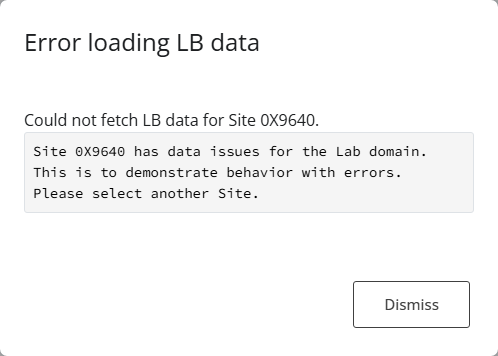 Error loading LB data
Could not fetch LB data for Site 0X9640.
Site 0X9640 has data issues for the Lab domain.
This is to demonstrate behavior with errors.
Please select another Site.
Dismiss